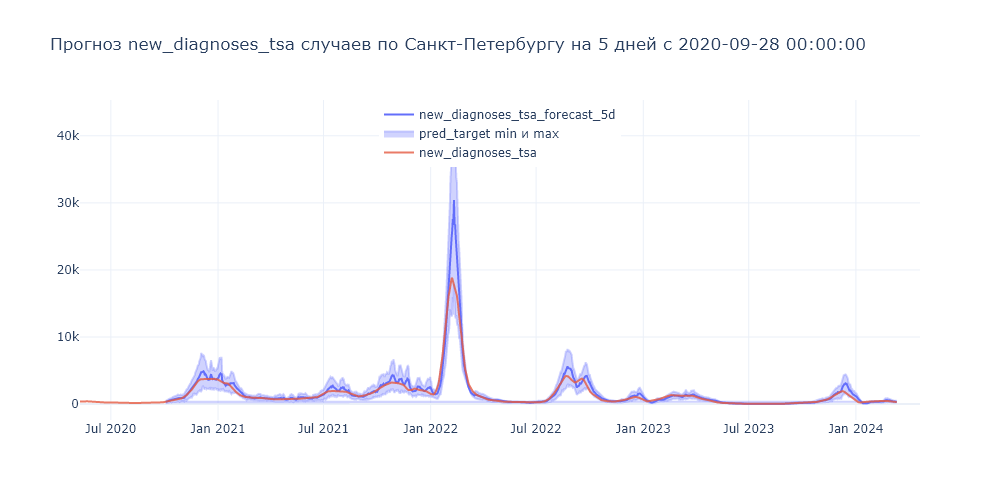 Прогноз new_diagnoses_tsa случаев по Санкт-Петербургу на 5 дней с 2020-09-28 00:00:00
new_diagnoses_tsa_forecast_5d
pred_target min и max
new_diagnoses_tsa
40k
30k
20k
10k
0
Jul 2020 Jan 2021 Jul 2021 Jan 2022 Jul 2022 Jan 2023 Jul 2023 Jan 2024